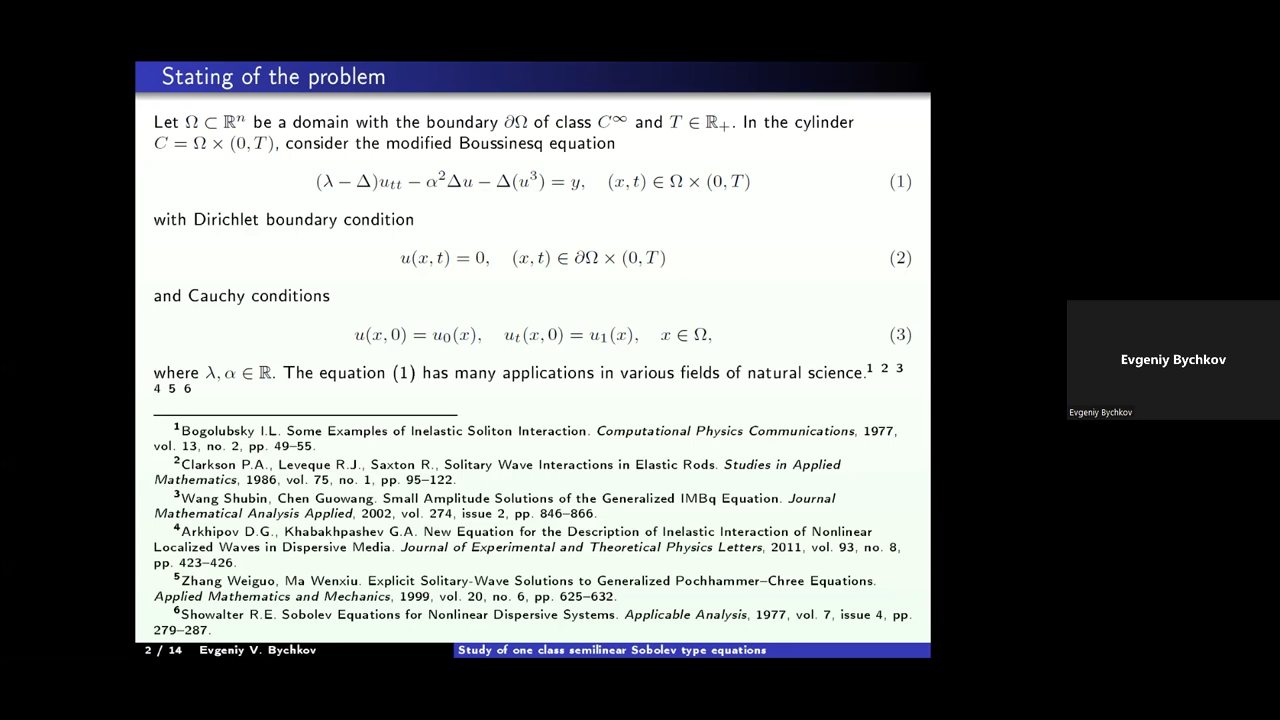 Stating of the problem
Let Ω ⊂ ℝⁿ be a domain with the boundary ∂Ω of class C^∞ and T ∈ ℝ₊. In the cylinder
C = Ω × (0, T), consider the modified Boussinesq equation
(λ − Δ)u_tt − α²Δu − Δ(u³) = y, (x, t) ∈ Ω × (0, T) (1)
with Dirichlet boundary condition
u(x, t) = 0, (x, t) ∈ ∂Ω × (0, T) (2)
and Cauchy conditions
u(x, 0) = u₀(x), u_t(x, 0) = u₁(x), x ∈ Ω, (3)
where λ, α ∈ ℝ. The equation (1) has many applications in various fields of natural science.¹ ² ³
⁴ ⁵ ⁶
¹Bogolubsky I.L. Some Examples of Inelastic Soliton Interaction. Computational Physics Communications, 1977,
vol. 13, no. 2, pp. 49–55.
²Clarkson P.A., Leveque R.J., Saxton R., Solitary Wave Interactions in Elastic Rods. Studies in Applied
Mathematics, 1986, vol. 75, no. 1, pp. 95–122.
³Wang Shubin, Chen Guowang. Small Amplitude Solutions of the Generalized IMBq Equation. Journal
Mathematical Analysis Applied, 2002, vol. 274, issue 2, pp. 846–866.
⁴Arkhipov D.G., Khabakhpashev G.A. New Equation for the Description of Inelastic Interaction of Nonlinear
Localized Waves in Dispersive Media. Journal of Experimental and Theoretical Physics Letters, 2011, vol. 93, no. 8,
pp. 423–426.
⁵Zhang Weiguo, Ma Wenxiu. Explicit Solitary-Wave Solutions to Generalized Pochhammer–Chree Equations.
Applied Mathematics and Mechanics, 1999, vol. 20, no. 6, pp. 625–632.
⁶Showalter R.E. Sobolev Equations for Nonlinear Dispersive Systems. Applicable Analysis, 1977, vol. 7, issue 4, pp.
279–287.
2 / 14 Evgeniy V. Bychkov Study of one class semilinear Sobolev type equations
Evgeniy Bychkov
Evgeniy Bychkov